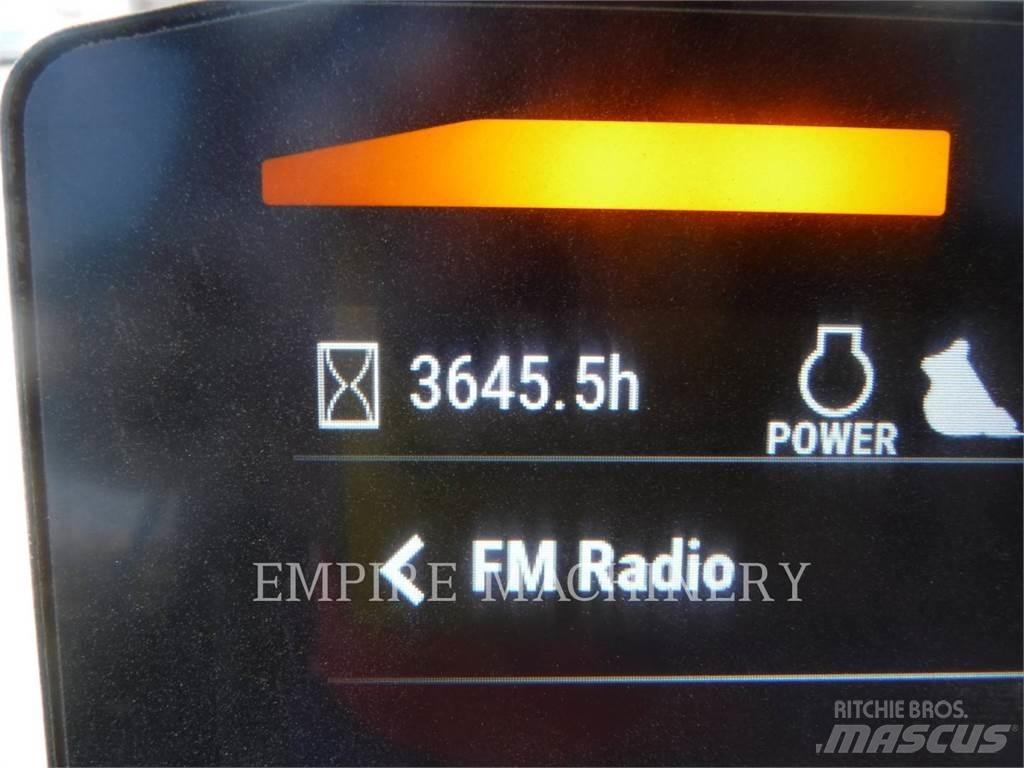 3645.5h
POWER
FM Radio
EMPIRE MACHINERY
RITCHIE BROS.
MASCUS